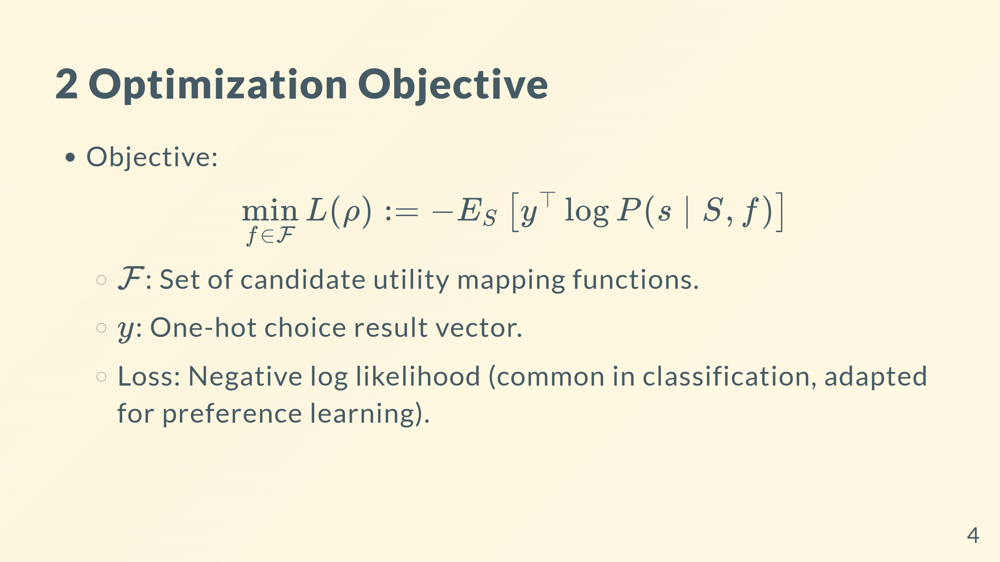 2 Optimization Objective
• Objective:
$$\min_{f \in \mathcal{F}} L(\rho) := -E_S \left[ y^\top \log P(s \mid S, f) \right]$$
○ $\mathcal{F}$: Set of candidate utility mapping functions.
○ $y$: One-hot choice result vector.
○ Loss: Negative log likelihood (common in classification, adapted
for preference learning).
4